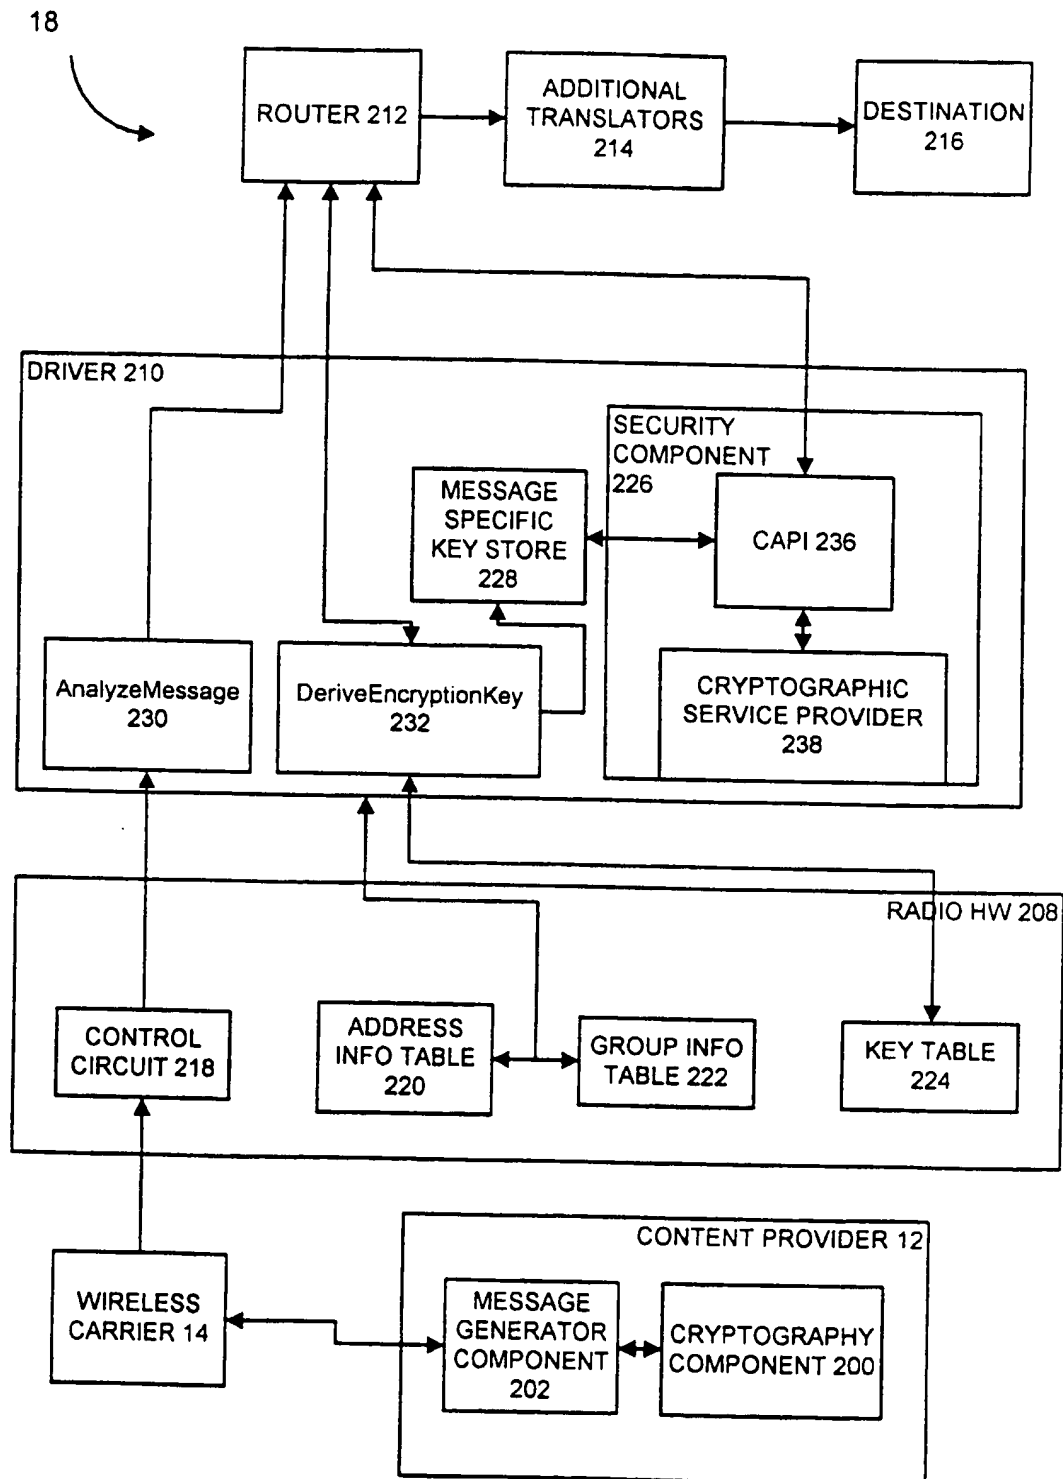 18
ROUTER 212
ADDITIONAL
TRANSLATORS
214
DESTINATION
216
DRIVER 210
SECURITY
COMPONENT
226
MESSAGE
SPECIFIC
KEY STORE
228
CAPI 236
AnalyzeMessage
230
DeriveEncryptionKey
232
CRYPTOGRAPHIC
SERVICE PROVIDER
238
RADIO HW 208
CONTROL
CIRCUIT 218
ADDRESS
INFO TABLE
220
GROUP INFO
TABLE 222
KEY TABLE
224
CONTENT PROVIDER 12
WIRELESS
CARRIER 14
MESSAGE
GENERATOR
COMPONENT
202
CRYPTOGRAPHY
COMPONENT 200